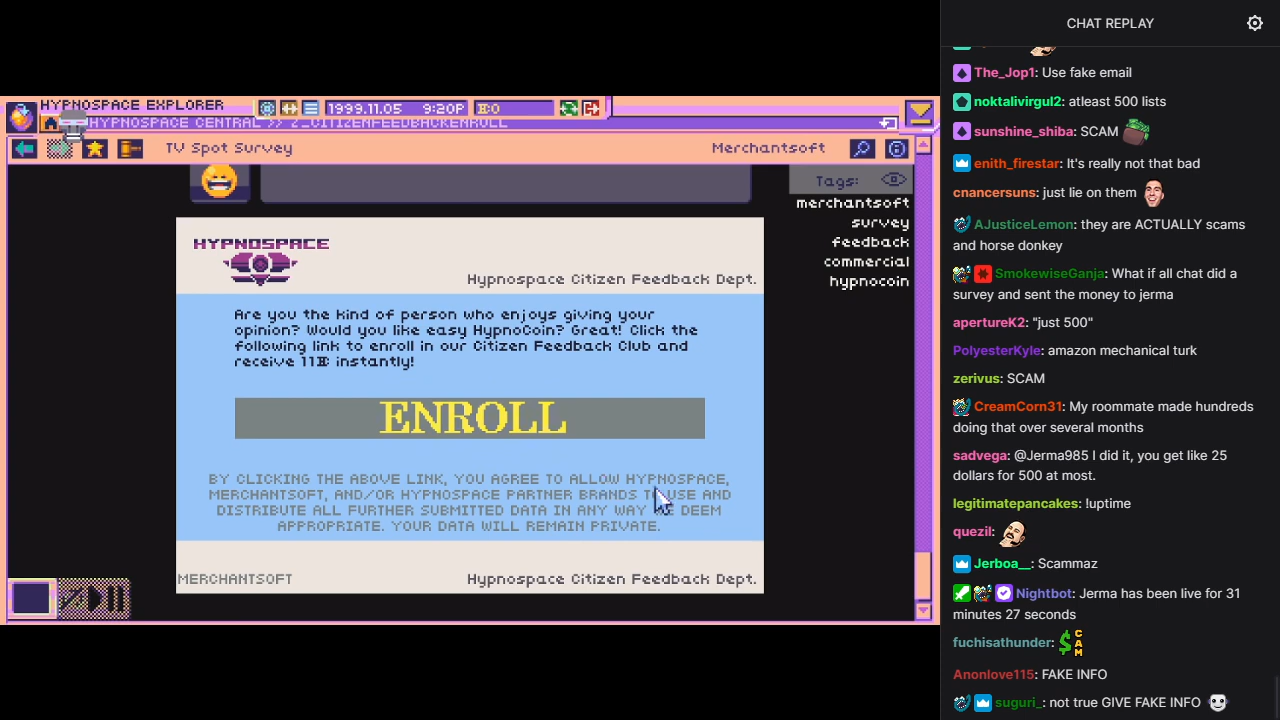 HYPNOSPACE EXPLORER
1999.11.05 9:20P 0
HYPNOSPACE CENTRAL >> Z_CITIZENFEEDBACKENROLL
TV Spot Survey
Merchantsoft
Tags:
merchantsoft
survey
feedback
commercial
hypnocoin
HYPNOSPACE
Hypnospace Citizen Feedback Dept.
Are you the kind of person who enjoys giving your
opinion? Would you like easy HypnoCoin? Great! Click the
following link to enroll in our Citizen Feedback Club and
receive 11 instantly!
ENROLL
BY CLICKING THE ABOVE LINK, YOU AGREE TO ALLOW HYPNOSPACE,
MERCHANTSOFT, AND/OR HYPNOSPACE PARTNER BRANDS TO USE AND
DISTRIBUTE ALL FURTHER SUBMITTED DATA IN ANY WAY WE DEEM
APPROPRIATE. YOUR DATA WILL REMAIN PRIVATE.
MERCHANTSOFT
Hypnospace Citizen Feedback Dept.
CHAT REPLAY
The_Jop1: Use fake email
noktalivirgul2: atleast 500 lists
sunshine_shiba: SCAM
enith_firestar: It's really not that bad
cnancersuns: just lie on them
AJusticeLemon: they are ACTUALLY scams
and horse donkey
SmokewiseGanja: What if all chat did a
survey and sent the money to jerma
apertureK2: "just 500"
PolyesterKyle: amazon mechanical turk
zerivus: SCAM
CreamCorn31: My roommate made hundreds
doing that over several months
sadvega: @Jerma985 I did it, you get like 25
dollars for 500 at most.
legitimatepancakes: !uptime
quezil:
Jerboa__: Scammaz
Nightbot: Jerma has been live for 31
minutes 27 seconds
fuchisathunder: $CAM
Anonlove115: FAKE INFO
suguri_: not true GIVE FAKE INFO